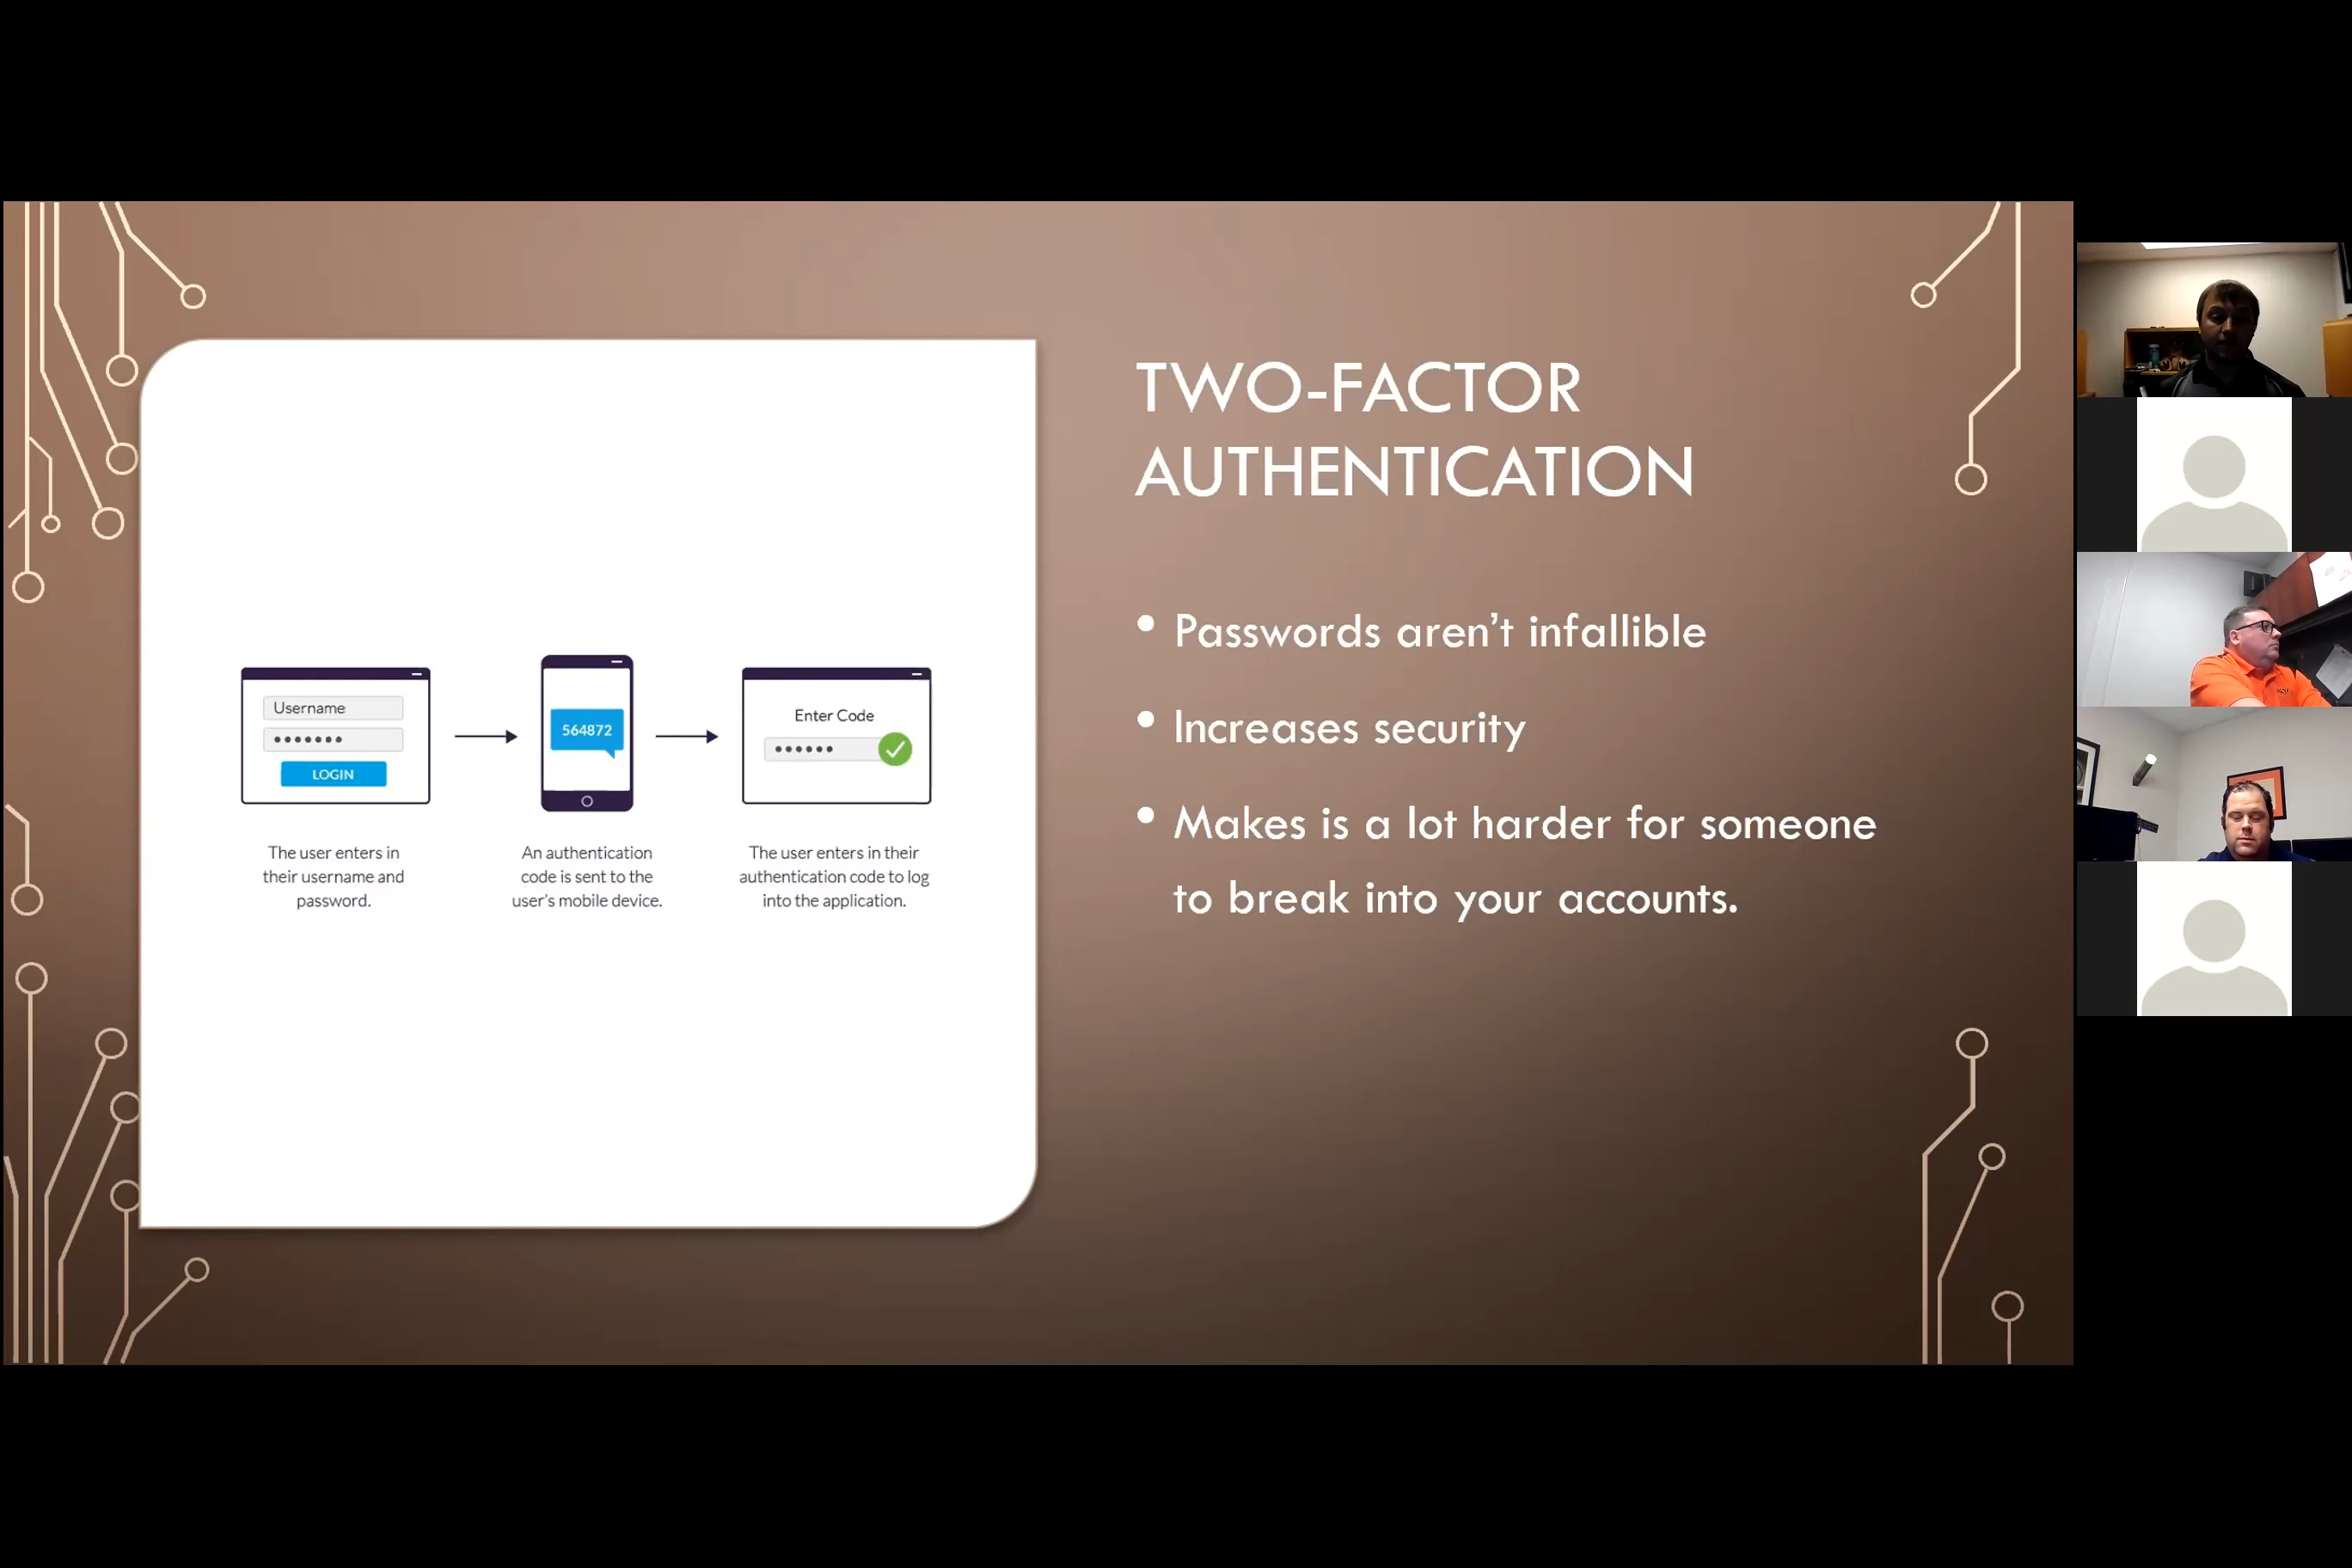 TWO-FACTOR
AUTHENTICATION
Username
LOGIN
564872
Enter Code
The user enters in
their username and
password.
An authentication
code is sent to the
user's mobile device.
The user enters in their
authentication code to log
into the application.
• Passwords aren't infallible
• Increases security
• Makes is a lot harder for someone
to break into your accounts.